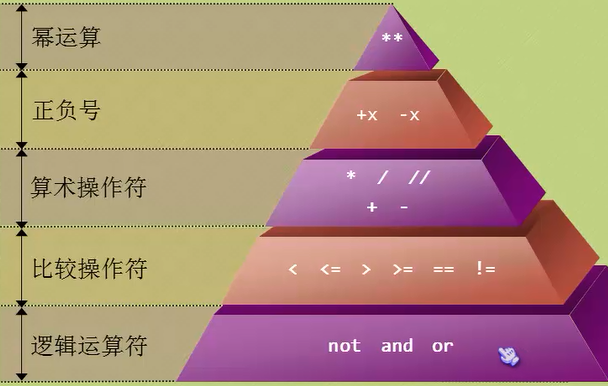 幂运算
**
正负号
+x -x
算术操作符
* / //
+ -
比较操作符
< <= > >= == !=
逻辑运算符
not and or